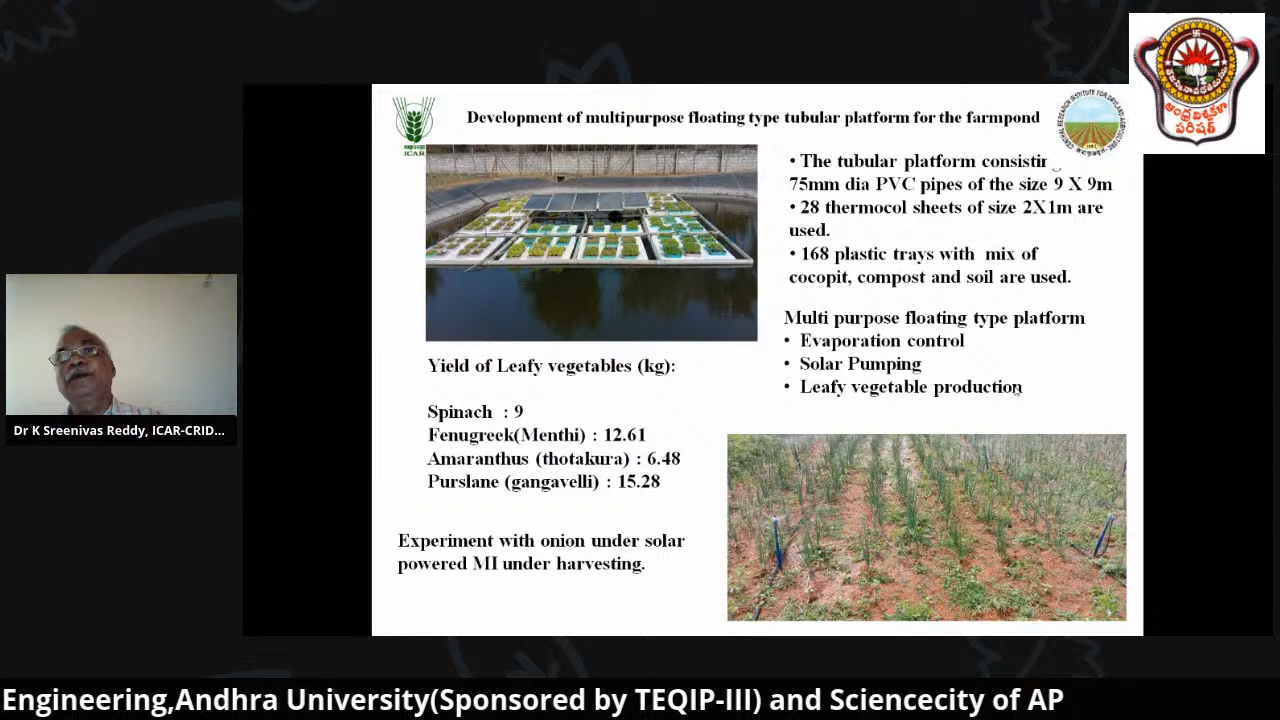 Development of multipurpose floating type tubular platform for the farmpond
ICAR
• The tubular platform
75mm dia PVC pipes of the size 9 X 9m
• 28 thermocol sheets of size 2X1m are
used.
• 168 plastic trays with mix of
cocopit, compost and soil are used.
Multi purpose floating type platform
• Evaporation control
• Solar Pumping
• Leafy vegetable production
Yield of Leafy vegetables (kg):
Spinach : 9
Fenugreek(Menthi) : 12.61
Amaranthus (thotakura) : 6.48
Purslane (gangavelli) : 15.28
Experiment with onion under solar
powered MI under harvesting.
Dr K Sreenivas Reddy, ICAR-CRID...
Engineering,Andhra University(Sponsored by TEQIP-III) and Sciencecity of AP